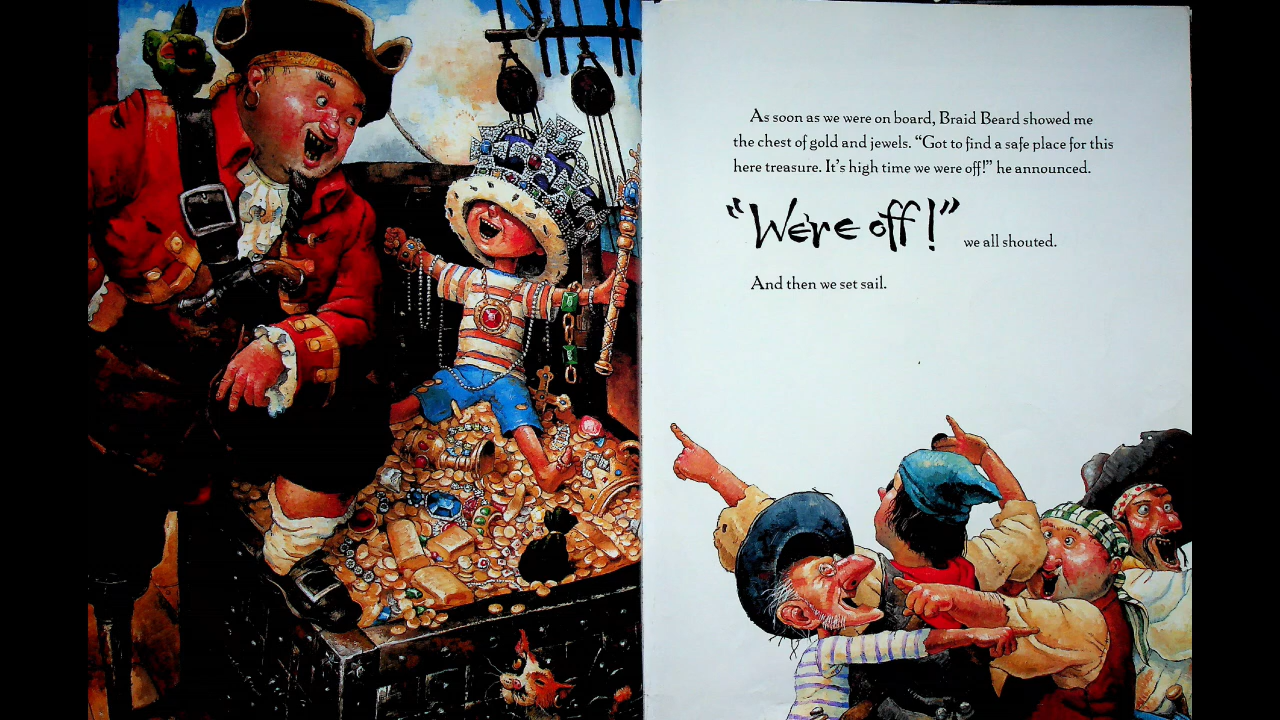 As soon as we were on board, Braid Beard showed me
the chest of gold and jewels. “Got to find a safe place for this
here treasure. It’s high time we were off!” he announced.
“We’re off!” we all shouted.
And then we set sail.